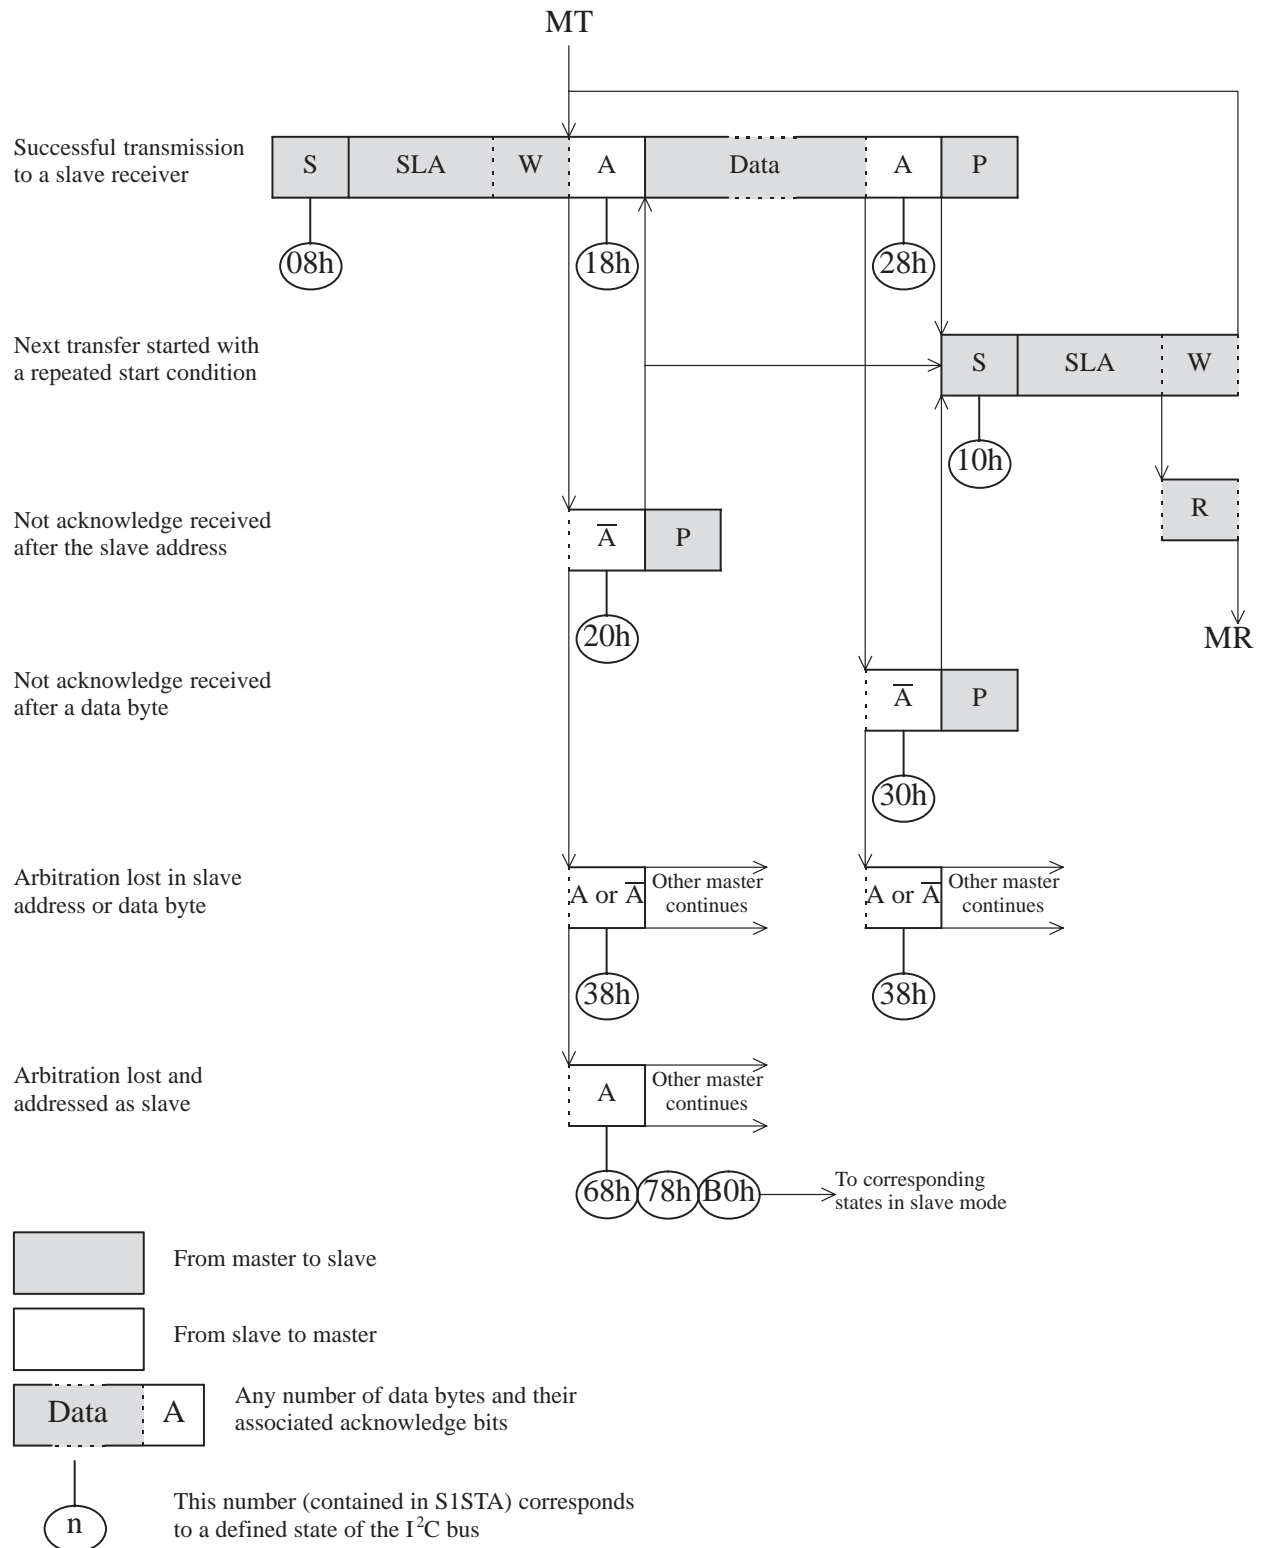 MT
Successful transmission
to a slave receiver
S SLA W A Data A P
08h 18h 28h
Next transfer started with
a repeated start condition
S SLA W
10h
Not acknowledge received
after the slave address
A̅ P
R
20h
MR
Not acknowledge received
after a data byte
A̅ P
30h
Arbitration lost in slave
address or data byte
A or A̅
Other master
continues
A or A̅
Other master
continues
38h 38h
Arbitration lost and
addressed as slave
A
Other master
continues
68h 78h B0h
To corresponding
states in slave mode
From master to slave
From slave to master
Data A
Any number of data bytes and their
associated acknowledge bits
n
This number (contained in S1STA) corresponds
to a defined state of the I²C bus